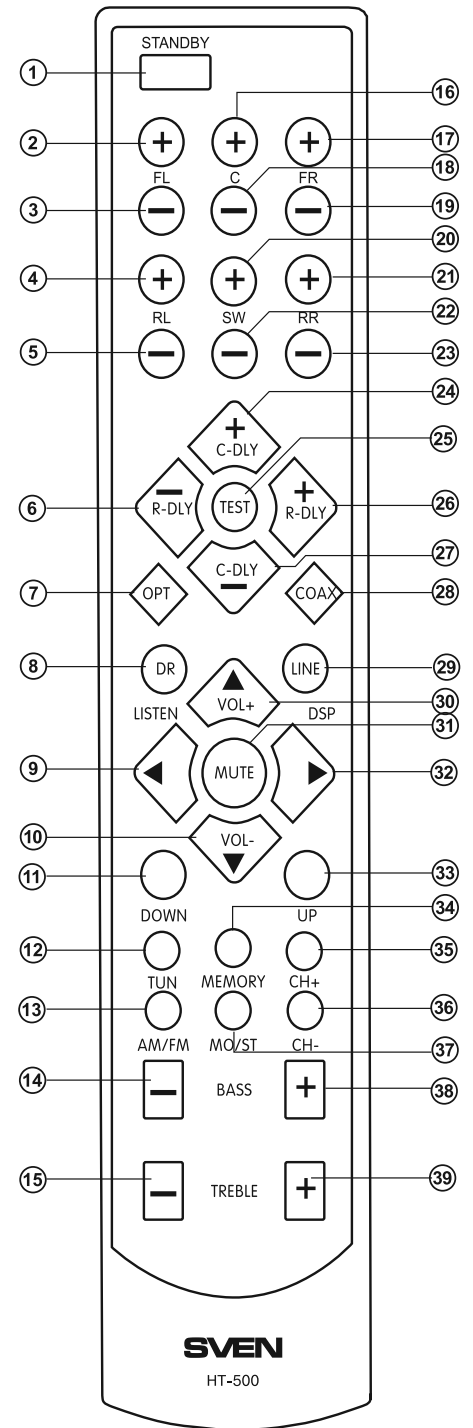 STANDBY
1
16
+ + +
2
17
FL C FR
18
3
− − −
19
20
4
+ + +
21
RL SW RR
22
5
− − −
23
24
+
C-DLY
25
−
R-DLY
TEST
+
R-DLY
6
26
27
C-DLY
−
7
OPT
COAX
28
8
DR
LINE
29
▲
VOL+
30
LISTEN
DSP
31
9
◀
MUTE
▶
32
10
VOL-
▼
11
33
DOWN
UP
34
12
35
TUN MEMORY CH+
13
36
AM/FM MO/ST CH-
37
14
− BASS +
38
15
− TREBLE +
39
SVEN
HT-500